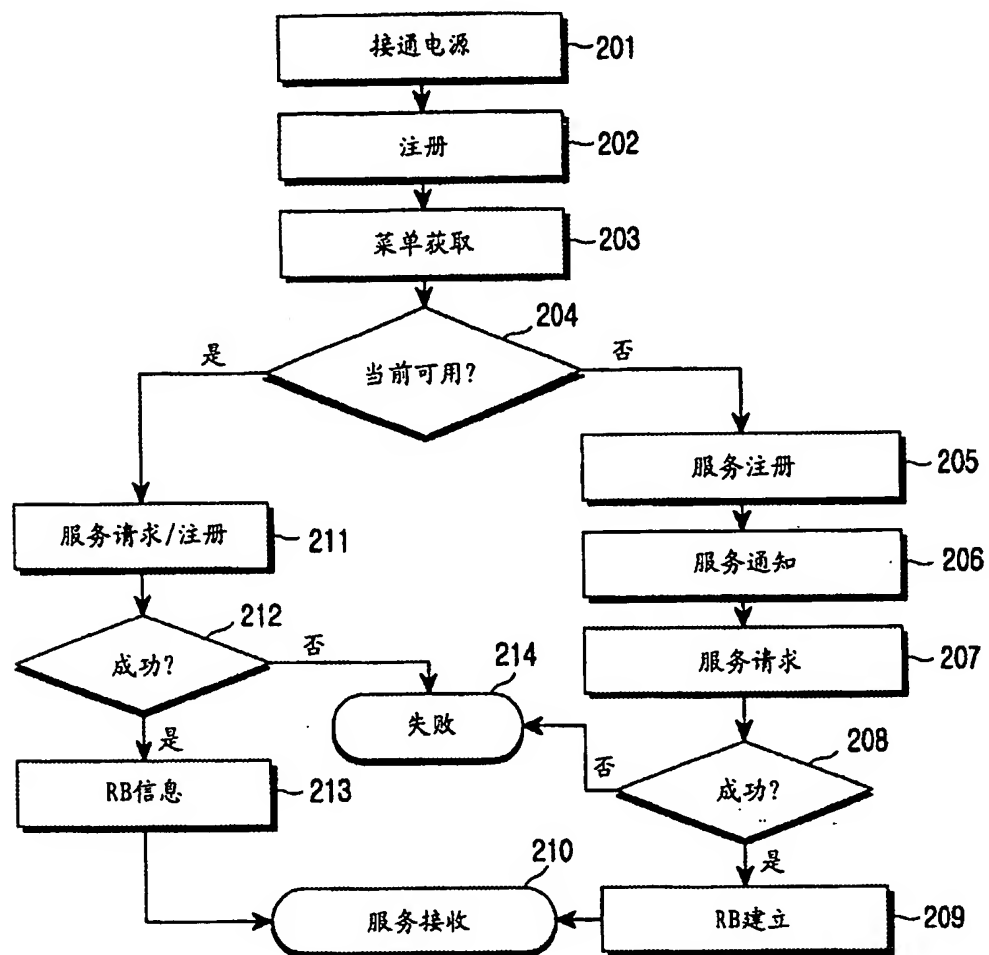 接通电源
201
注册
202
菜单获取
203
204
当前可用?
是
否
服务注册
205
服务请求/注册
211
服务通知
206
212
成功?
否
服务请求
207
214
失败
208
成功?
否
是
RB信息
213
是
210
服务接收
RB建立
209